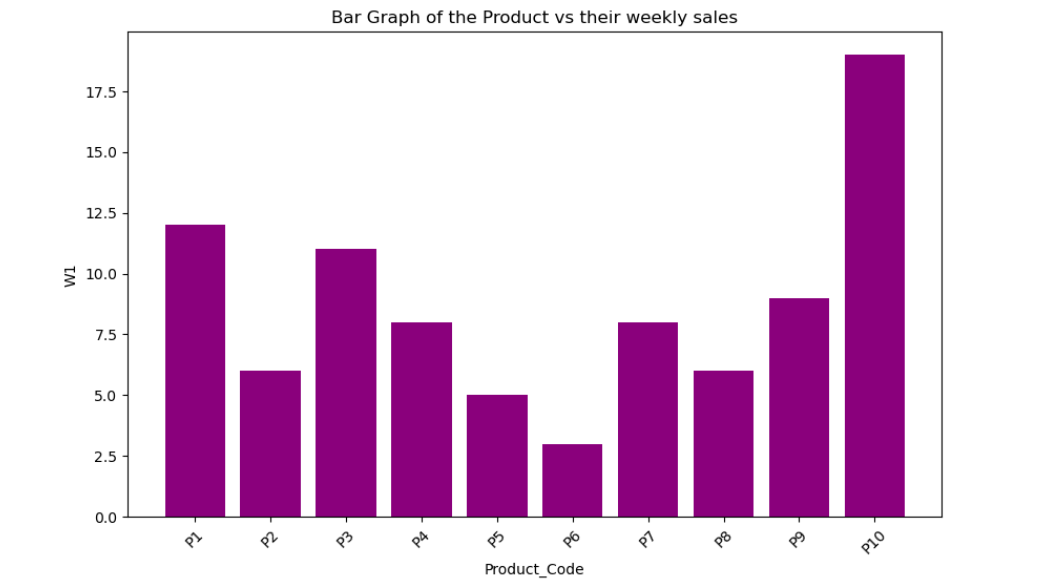 Bar Graph of the Product vs their weekly sales
17.5
15.0
12.5
10.0
7.5
5.0
2.5
0.0
W1
P1
P2
P3
P4
P5
P6
P7
P8
P9
P10
Product_Code